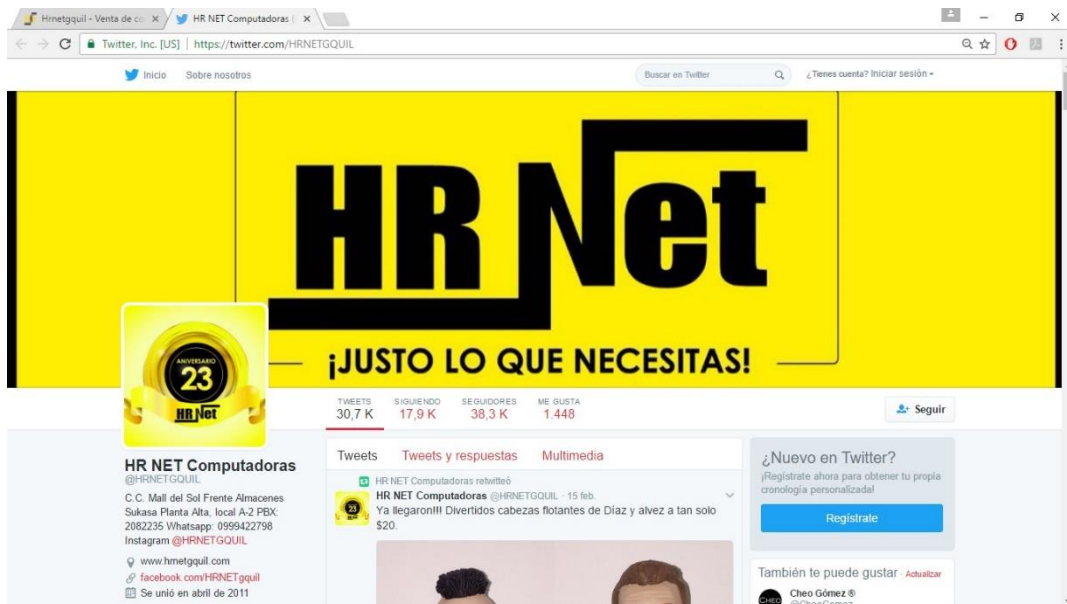 Hrnetgquil - Venta de co
HR NET Computadoras (
Twitter, Inc. [US] | https://twitter.com/HRNETGQUIL
Inicio Sobre nosotros
Buscar en Twitter
¿Tienes cuenta? Iniciar sesión
HR Net
¡JUSTO LO QUE NECESITAS!
ANIVERSARIO
23
HR Net
TWEETS SIGUIENDO SEGUIDORES ME GUSTA
30,7 K 17,9 K 38,3 K 1.448
Seguir
HR NET Computadoras
@HRNETGQUIL
C.C. Mall del Sol Frente Almacenes
Sukasa Planta Alta, local A-2 PBX:
2082235 Whatsapp: 0999422798
Instagram @HRNETGQUIL
www.hrnetgquil.com
facebook.com/HRNETgquil
Se unió en abril de 2011
Tweets Tweets y respuestas Multimedia
HR NET Computadoras retwitteó
HR NET Computadoras @HRNETGQUIL · 15 feb.
Ya llegaron!!! Divertidos cabezas flotantes de Díaz y alvez a tan solo
$20.
¿Nuevo en Twitter?
¡Regístrate ahora para obtener tu propia
cronología personalizada!
Regístrate
También te puede gustar · Actualizar
CHEO
Cheo Gómez ®
@CheoGomez